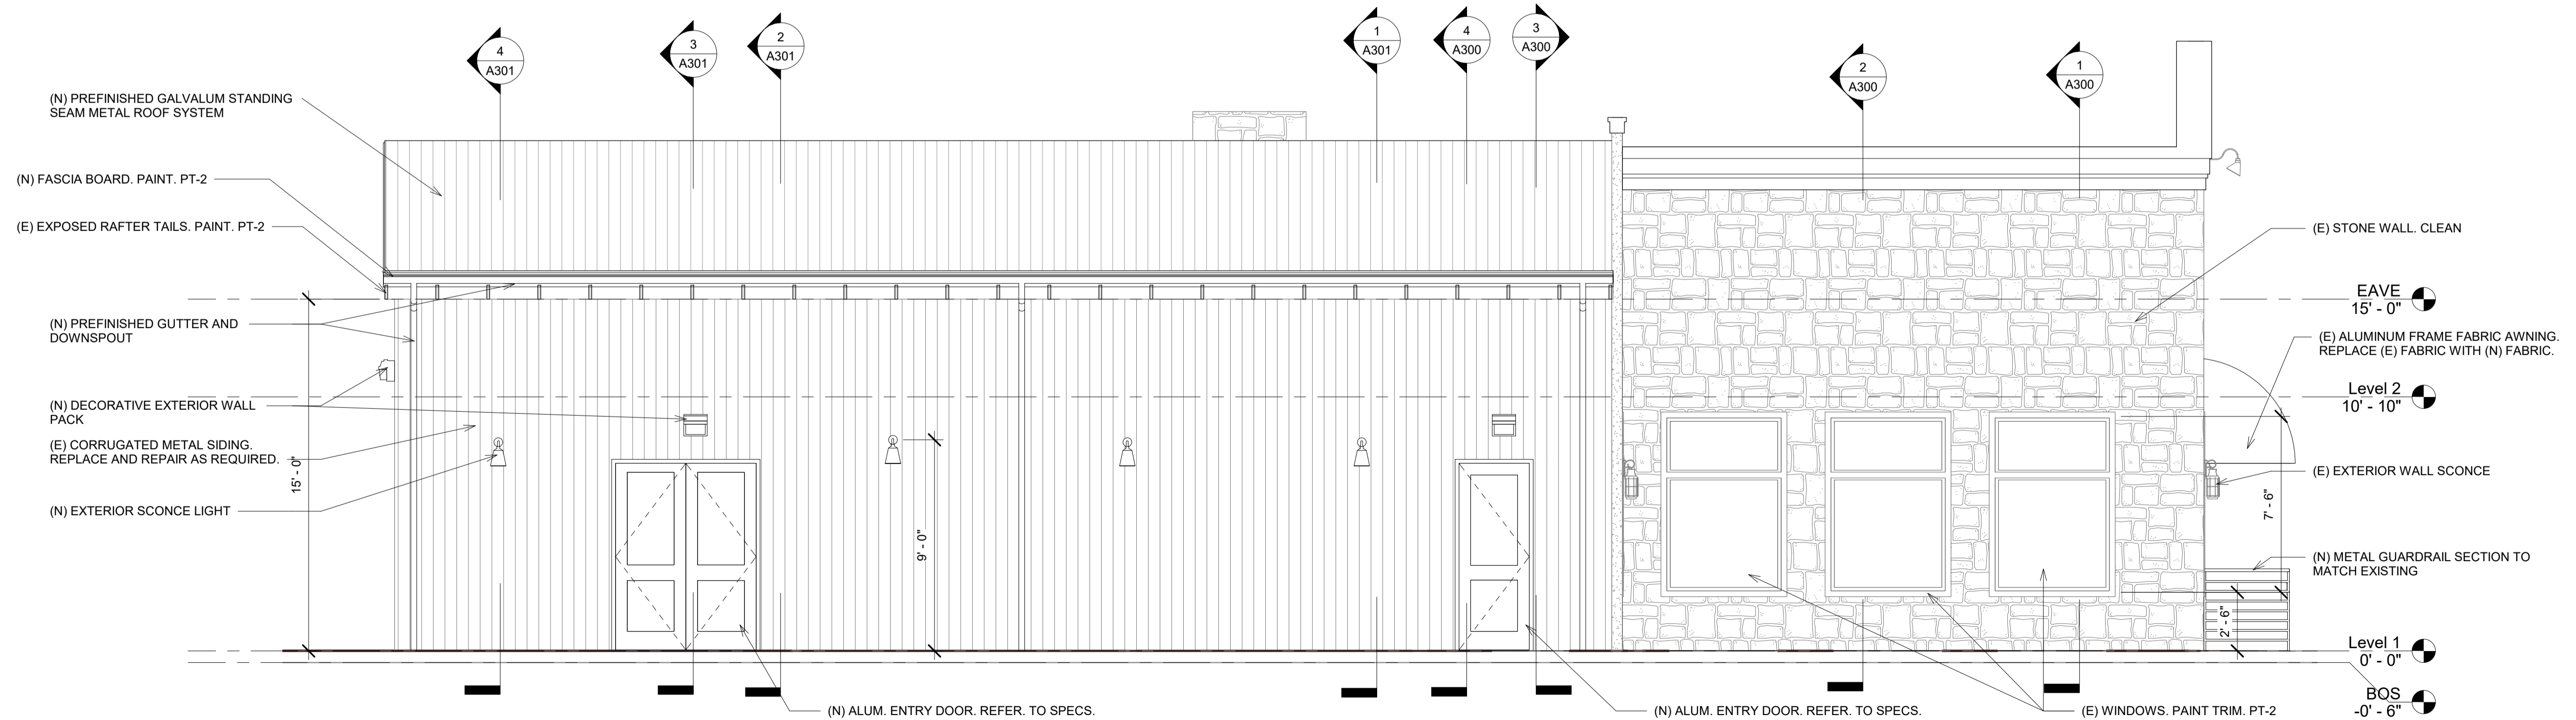 4
A301
3
A301
2
A301
1
A301
4
A300
3
A300
2
A300
1
A300
(N) PREFINISHED GALVALUM STANDING
SEAM METAL ROOF SYSTEM
(N) FASCIA BOARD. PAINT. PT-2
(E) EXPOSED RAFTER TAILS. PAINT. PT-2
(N) PREFINISHED GUTTER AND
DOWNSPOUT
(N) DECORATIVE EXTERIOR WALL
PACK
(E) CORRUGATED METAL SIDING.
REPLACE AND REPAIR AS REQUIRED.
15' - 0"
(N) EXTERIOR SCONCE LIGHT
9' - 0"
(N) ALUM. ENTRY DOOR. REFER. TO SPECS.
(N) ALUM. ENTRY DOOR. REFER. TO SPECS.
(E) WINDOWS. PAINT TRIM. PT-2
(E) STONE WALL. CLEAN
EAVE
15' - 0"
(E) ALUMINUM FRAME FABRIC AWNING.
REPLACE (E) FABRIC WITH (N) FABRIC.
Level 2
10' - 10"
(E) EXTERIOR WALL SCONCE
7' - 6"
(N) METAL GUARDRAIL SECTION TO
MATCH EXISTING
2' - 6"
Level 1
0' - 0"
BOS
-0' - 6"